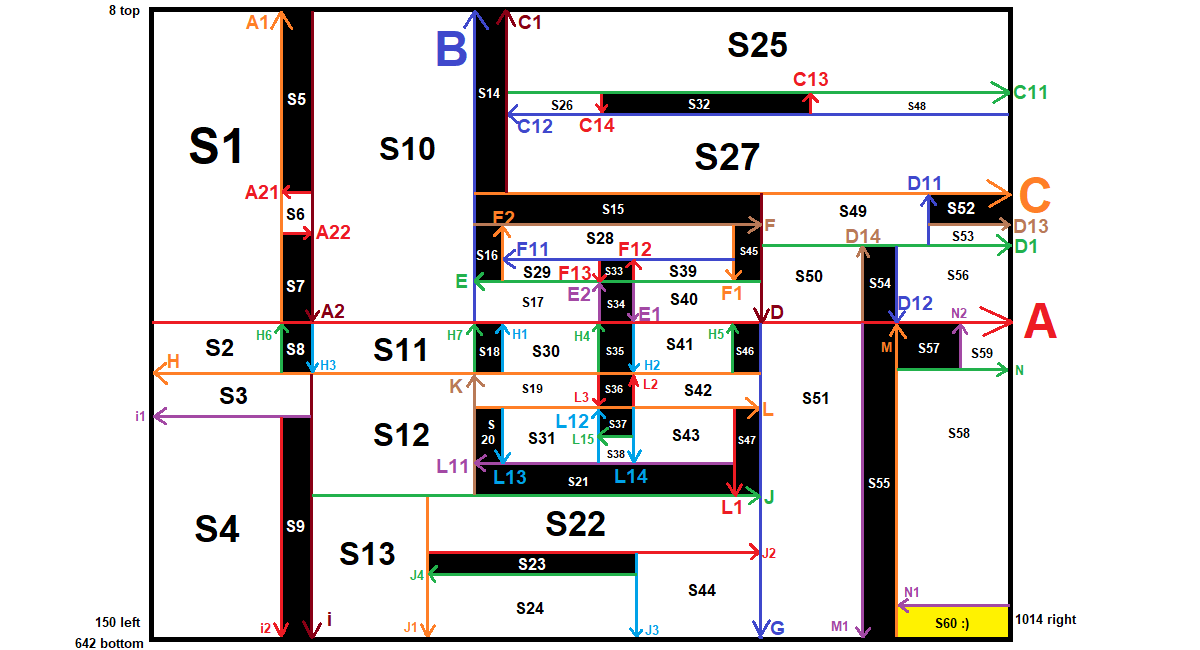 8 top
A1
C1
B
S25
S5
S14
C13
C11
S26
S32
S48
C12
C14
S1
S10
S27
D11
C
A21
S6
S15
S49
S52
F2
F
D13
A22
S28
D14
S53
D1
S16
F11
F12
S45
S7
E
S29
F13
S33
S39
S50
S54
S56
E2
F1
S17
S34
S40
D12
A2
E1
D
N2
A
H6
H7
H1
H4
H5
S2
S8
S11
S18
S30
S35
S41
S46
M
S57
S59
H
H3
H2
N
S3
K
S19
S36
L2
S42
S51
L3
i1
L12
L
S12
S
20
S31
S37
S43
S47
S58
L15
L11
S38
L13
L14
S21
S55
J
L1
S4
S9
S22
S13
J2
S23
J4
S44
N1
S24
150 left
i2
i
J1
J3
G
M1
S60 :)
1014 right
642 bottom